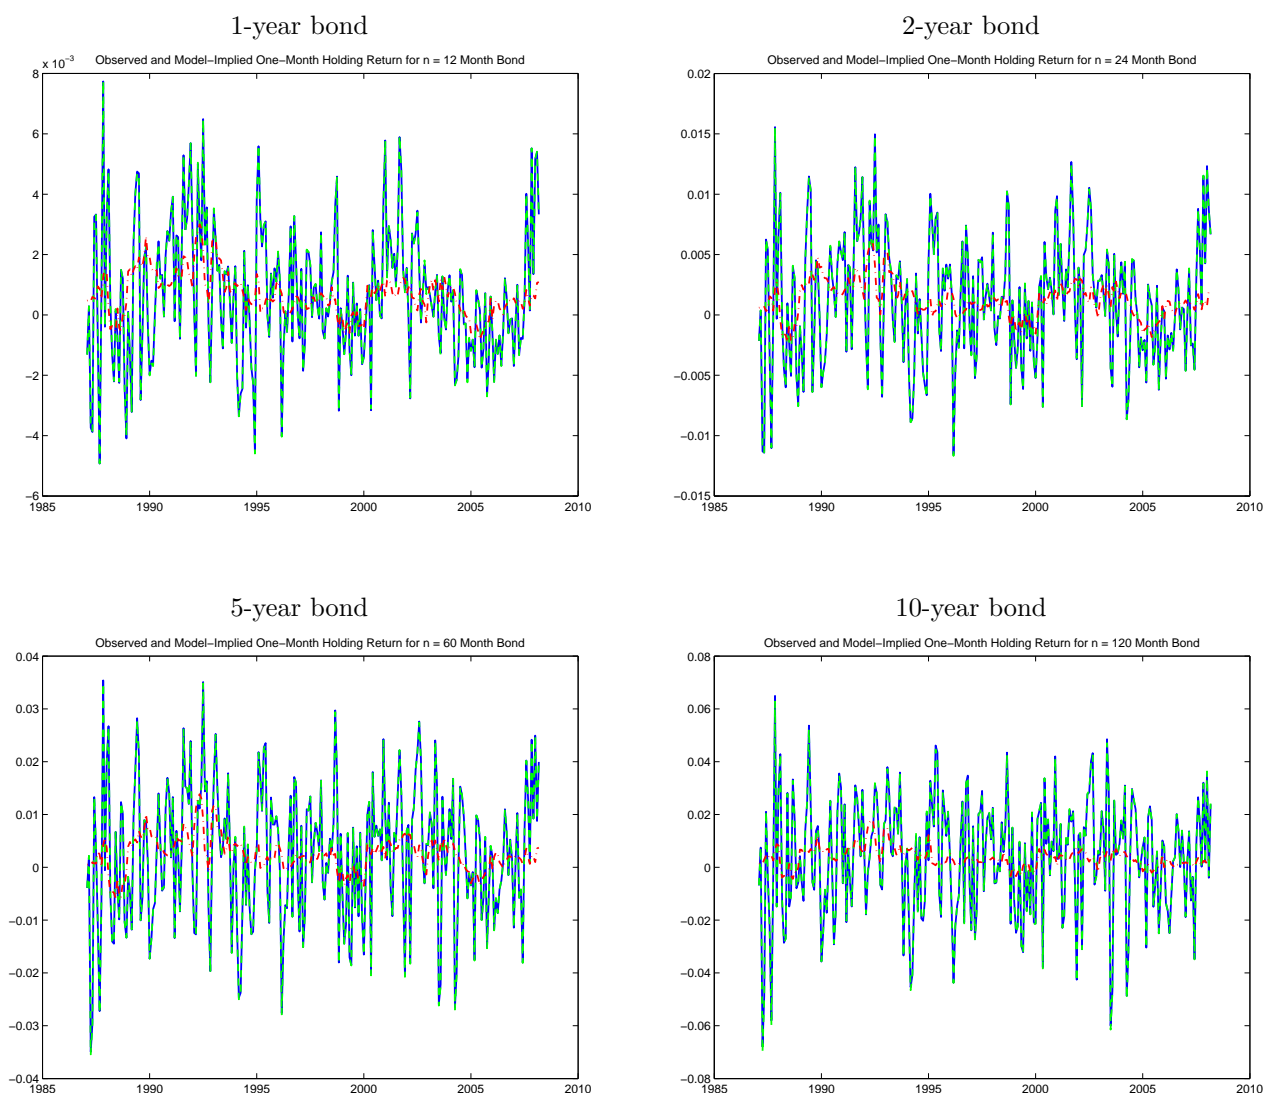 1-year bond
Observed and Model−Implied One−Month Holding Return for n = 12 Month Bond
x 10⁻³
8
6
4
2
0
−2
−4
−6
1985 1990 1995 2000 2005 2010
2-year bond
Observed and Model−Implied One−Month Holding Return for n = 24 Month Bond
0.02
0.015
0.01
0.005
0
−0.005
−0.01
−0.015
1985 1990 1995 2000 2005 2010
5-year bond
Observed and Model−Implied One−Month Holding Return for n = 60 Month Bond
0.04
0.03
0.02
0.01
0
−0.01
−0.02
−0.03
−0.04
1985 1990 1995 2000 2005 2010
10-year bond
Observed and Model−Implied One−Month Holding Return for n = 120 Month Bond
0.08
0.06
0.04
0.02
0
−0.02
−0.04
−0.06
−0.08
1985 1990 1995 2000 2005 2010